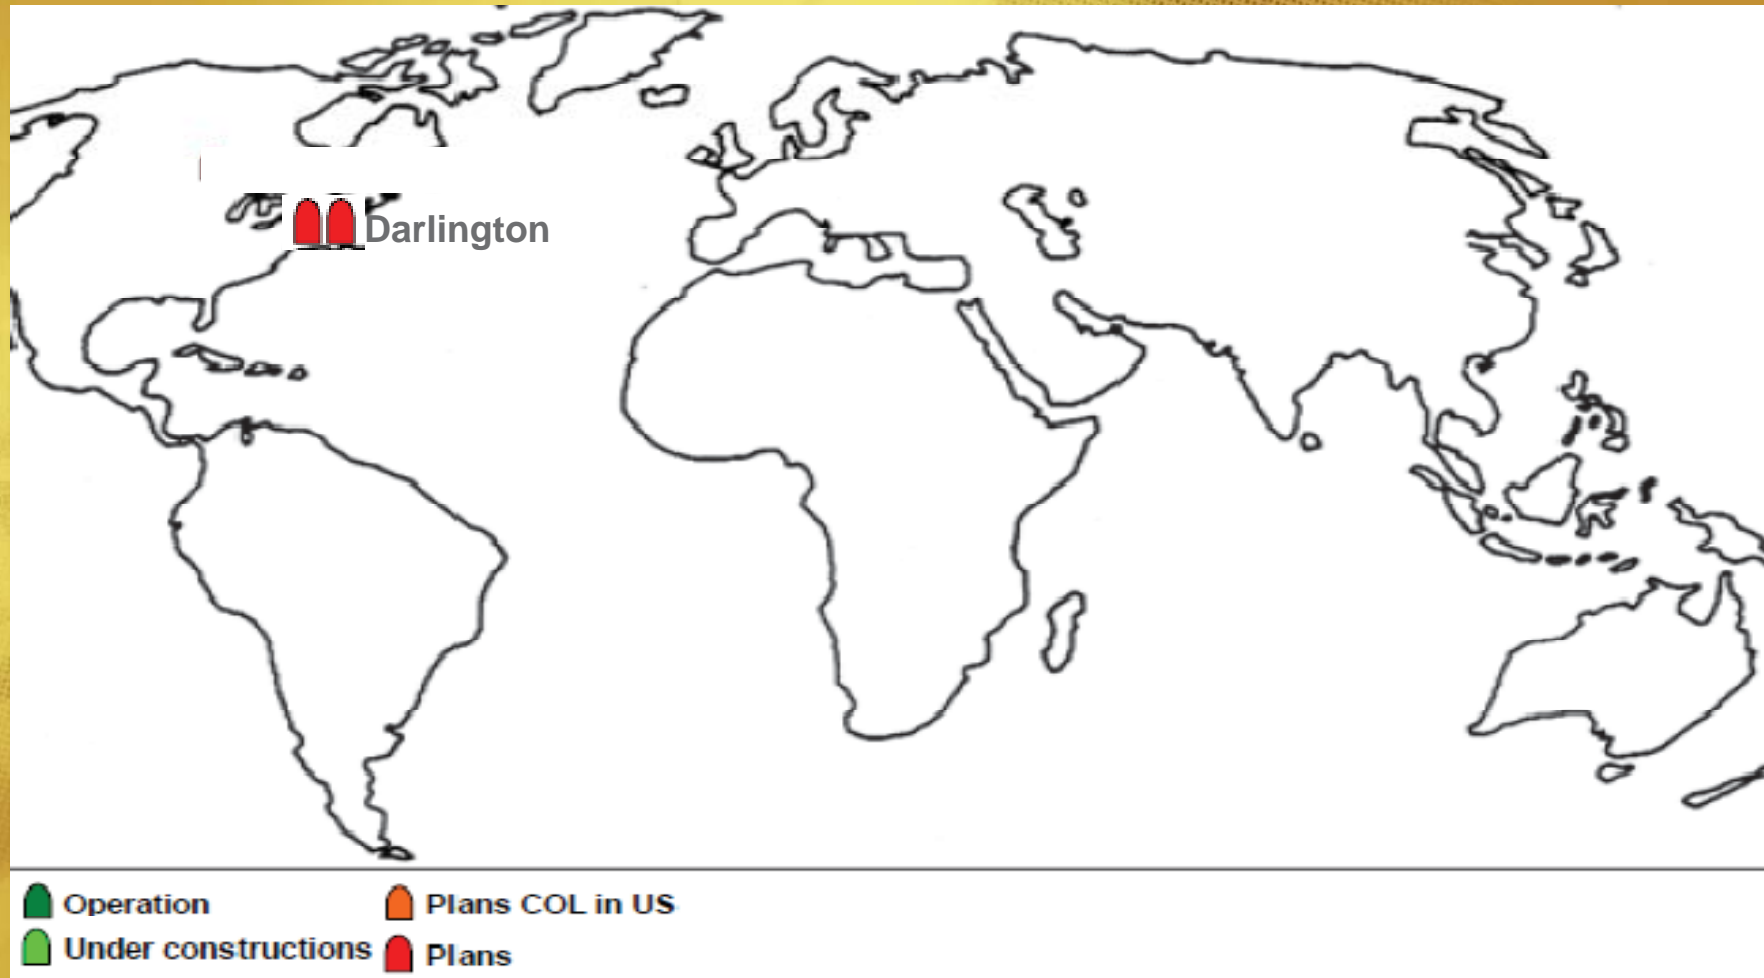 Darlington
Operation
Plans COL in US
Under constructions
Plans